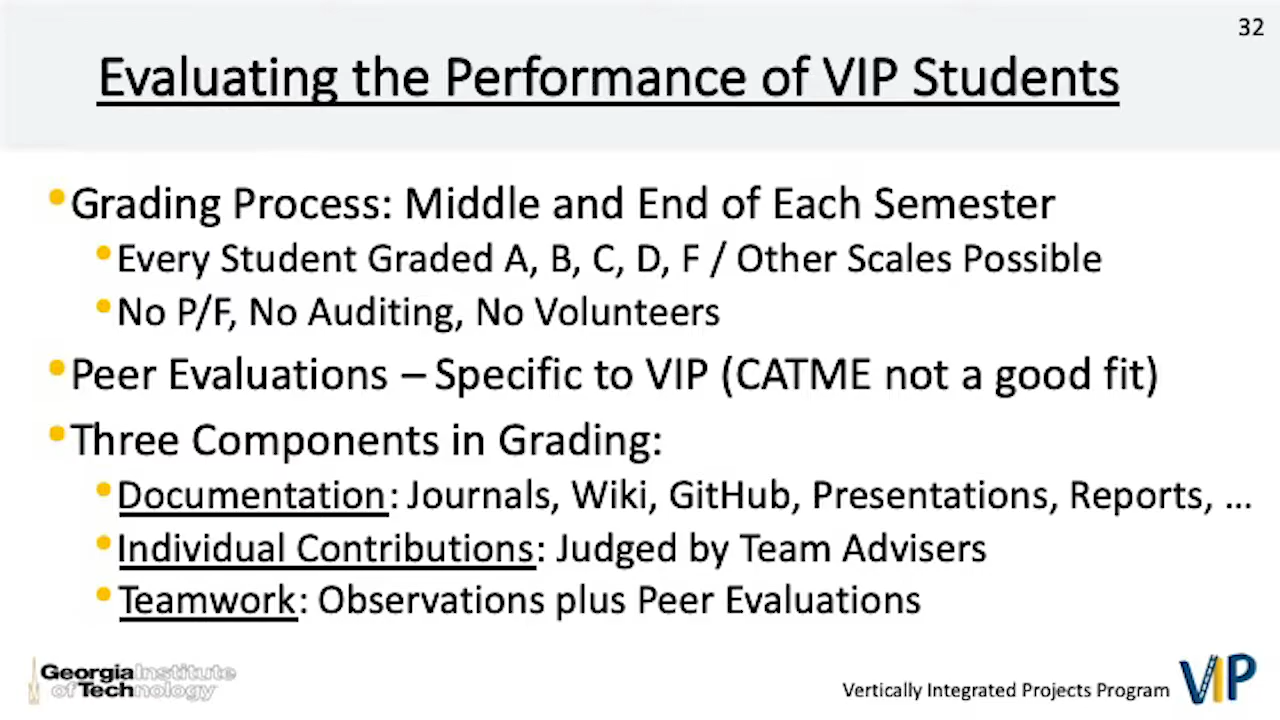 32
Evaluating the Performance of VIP Students
•Grading Process: Middle and End of Each Semester
•Every Student Graded A, B, C, D, F / Other Scales Possible
•No P/F, No Auditing, No Volunteers
•Peer Evaluations – Specific to VIP (CATME not a good fit)
•Three Components in Grading:
•Documentation: Journals, Wiki, GitHub, Presentations, Reports, …
•Individual Contributions: Judged by Team Advisers
•Teamwork: Observations plus Peer Evaluations
Georgia Institute
of Technology
Vertically Integrated Projects Program
VIP